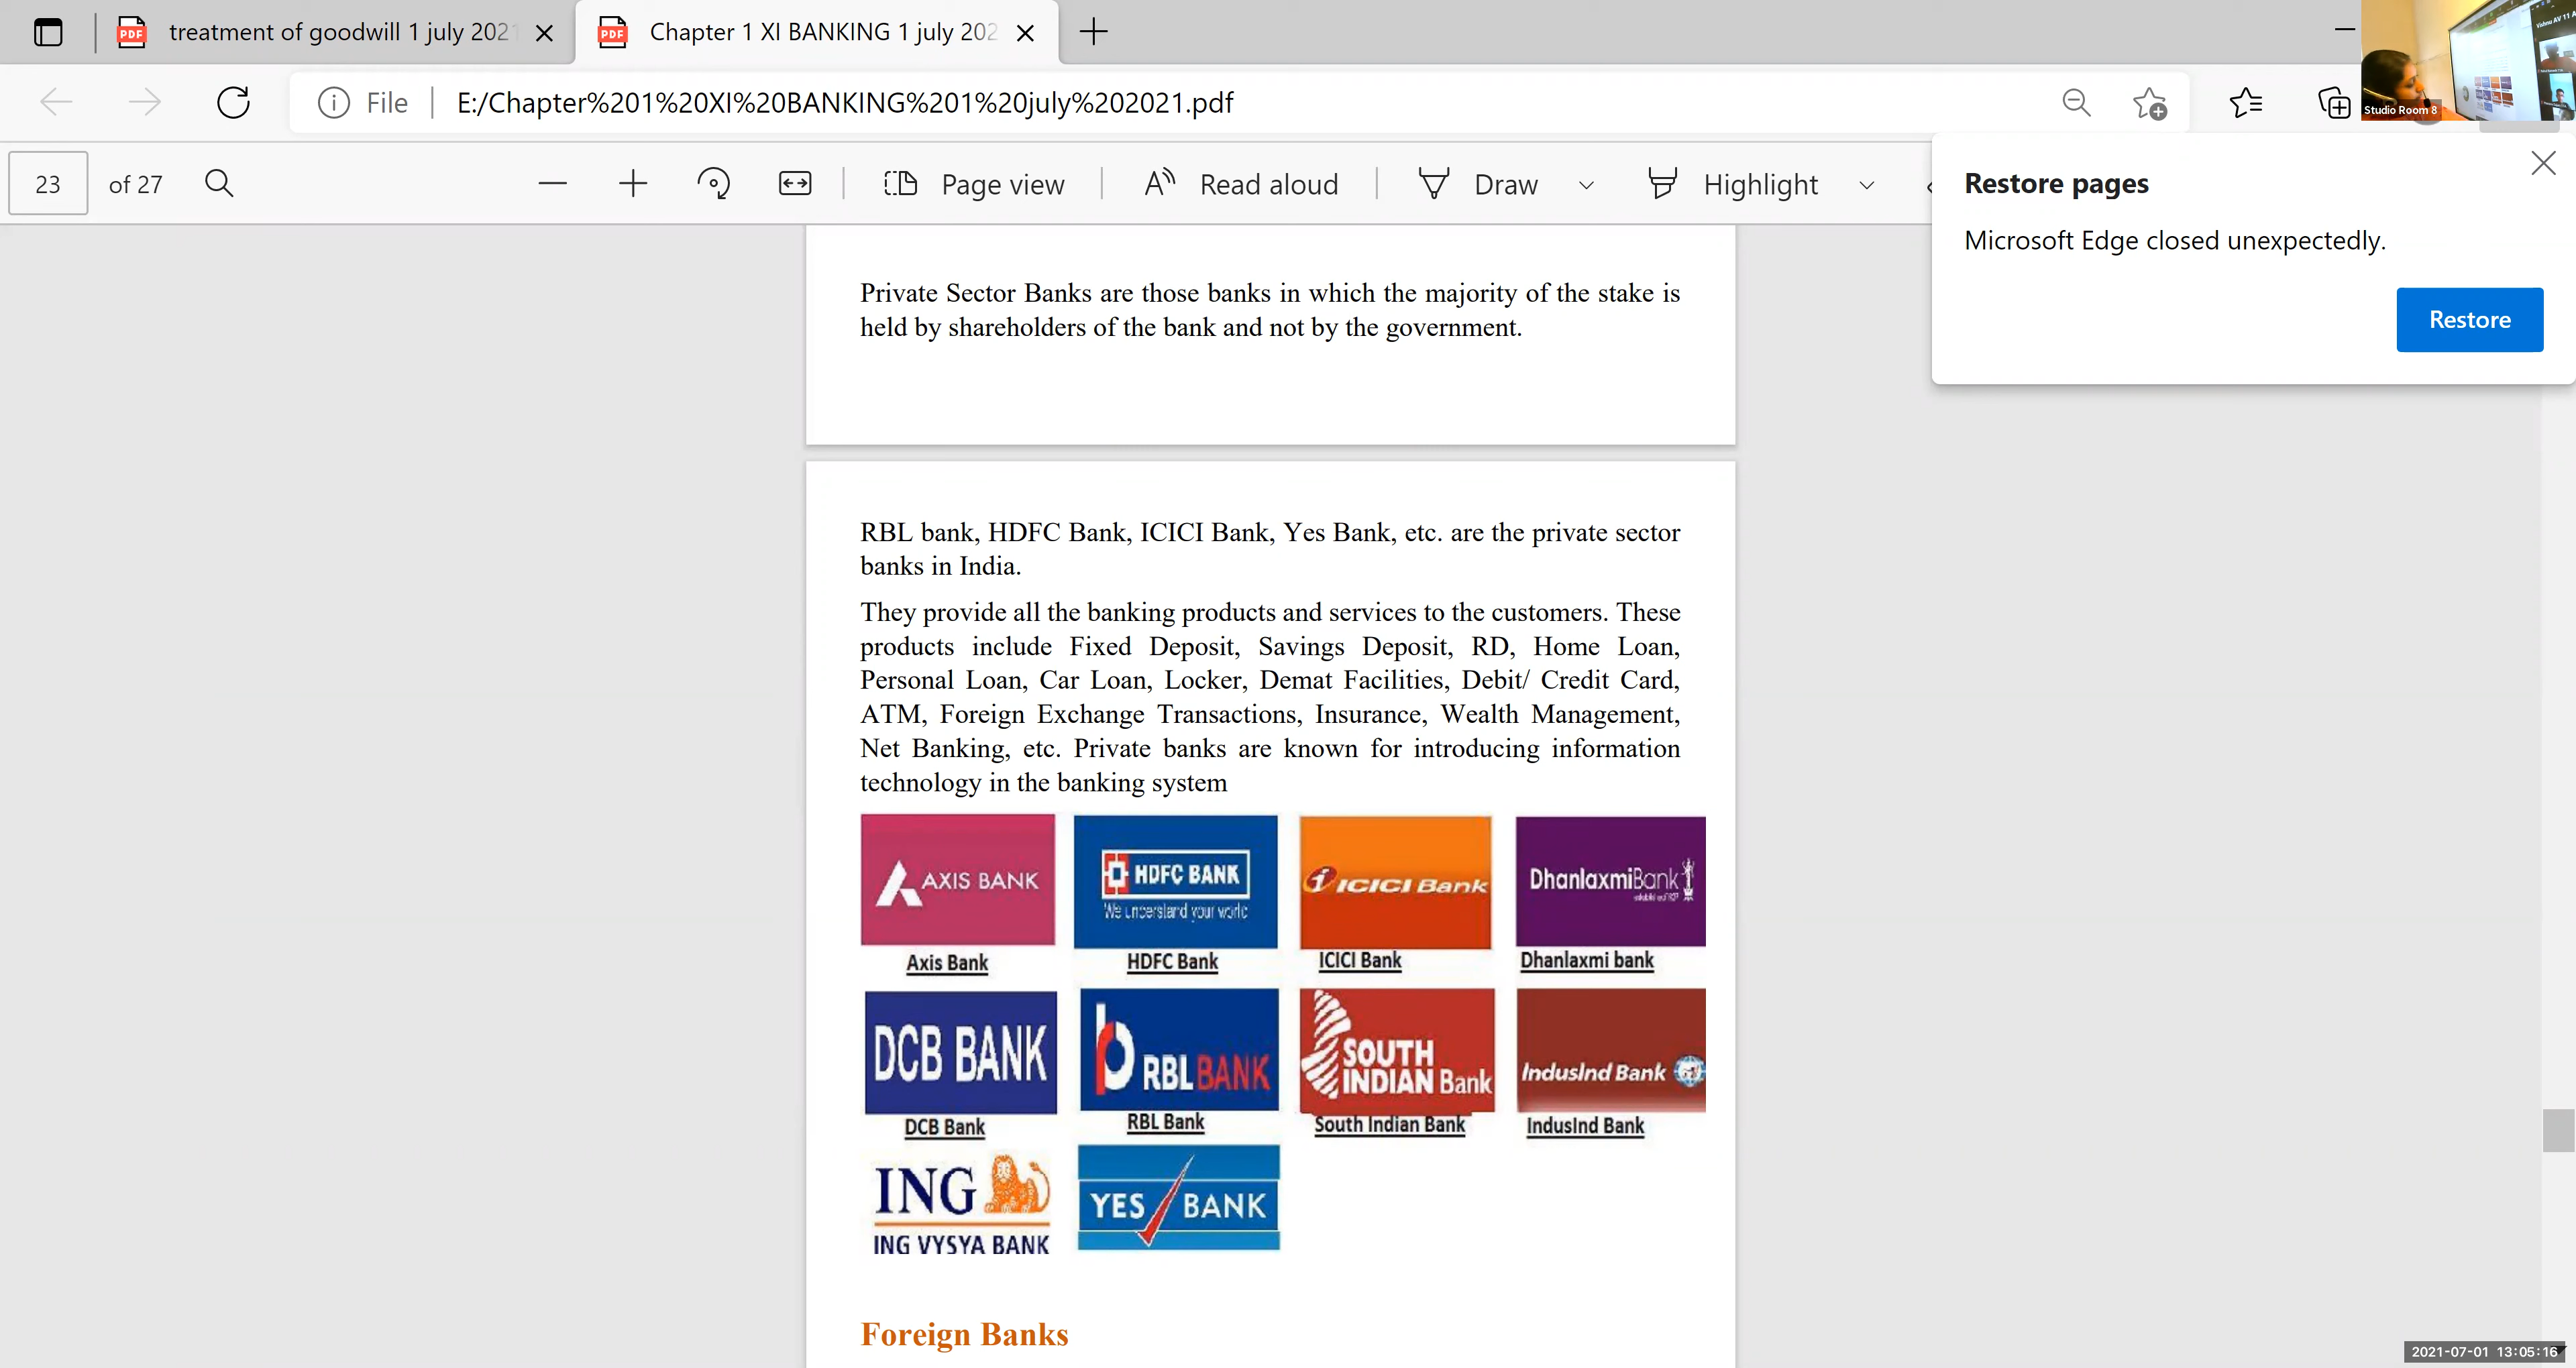 treatment of goodwill 1 july 202
Chapter 1 XI BANKING 1 july 202
File
E:/Chapter%201%20XI%20BANKING%201%20july%202021.pdf
Studio Room 8
23 of 27
Page view
Read aloud
Draw
Highlight
Restore pages
Microsoft Edge closed unexpectedly.
Restore
Private Sector Banks are those banks in which the majority of the stake is
held by shareholders of the bank and not by the government.
RBL bank, HDFC Bank, ICICI Bank, Yes Bank, etc. are the private sector
banks in India.
They provide all the banking products and services to the customers. These
products include Fixed Deposit, Savings Deposit, RD, Home Loan,
Personal Loan, Car Loan, Locker, Demat Facilities, Debit/ Credit Card,
ATM, Foreign Exchange Transactions, Insurance, Wealth Management,
Net Banking, etc. Private banks are known for introducing information
technology in the banking system
AXIS BANK
HDFC BANK
We understand your world
ICICI Bank
DhanlaxmiBank
Axis Bank
HDFC Bank
ICICI Bank
Dhanlaxmi bank
DCB BANK
RBL BANK
SOUTH
INDIAN Bank
IndusInd Bank
DCB Bank
RBL Bank
South Indian Bank
IndusInd Bank
ING
ING VYSYA BANK
YES BANK
Foreign Banks
2021-07-01 13:05:16